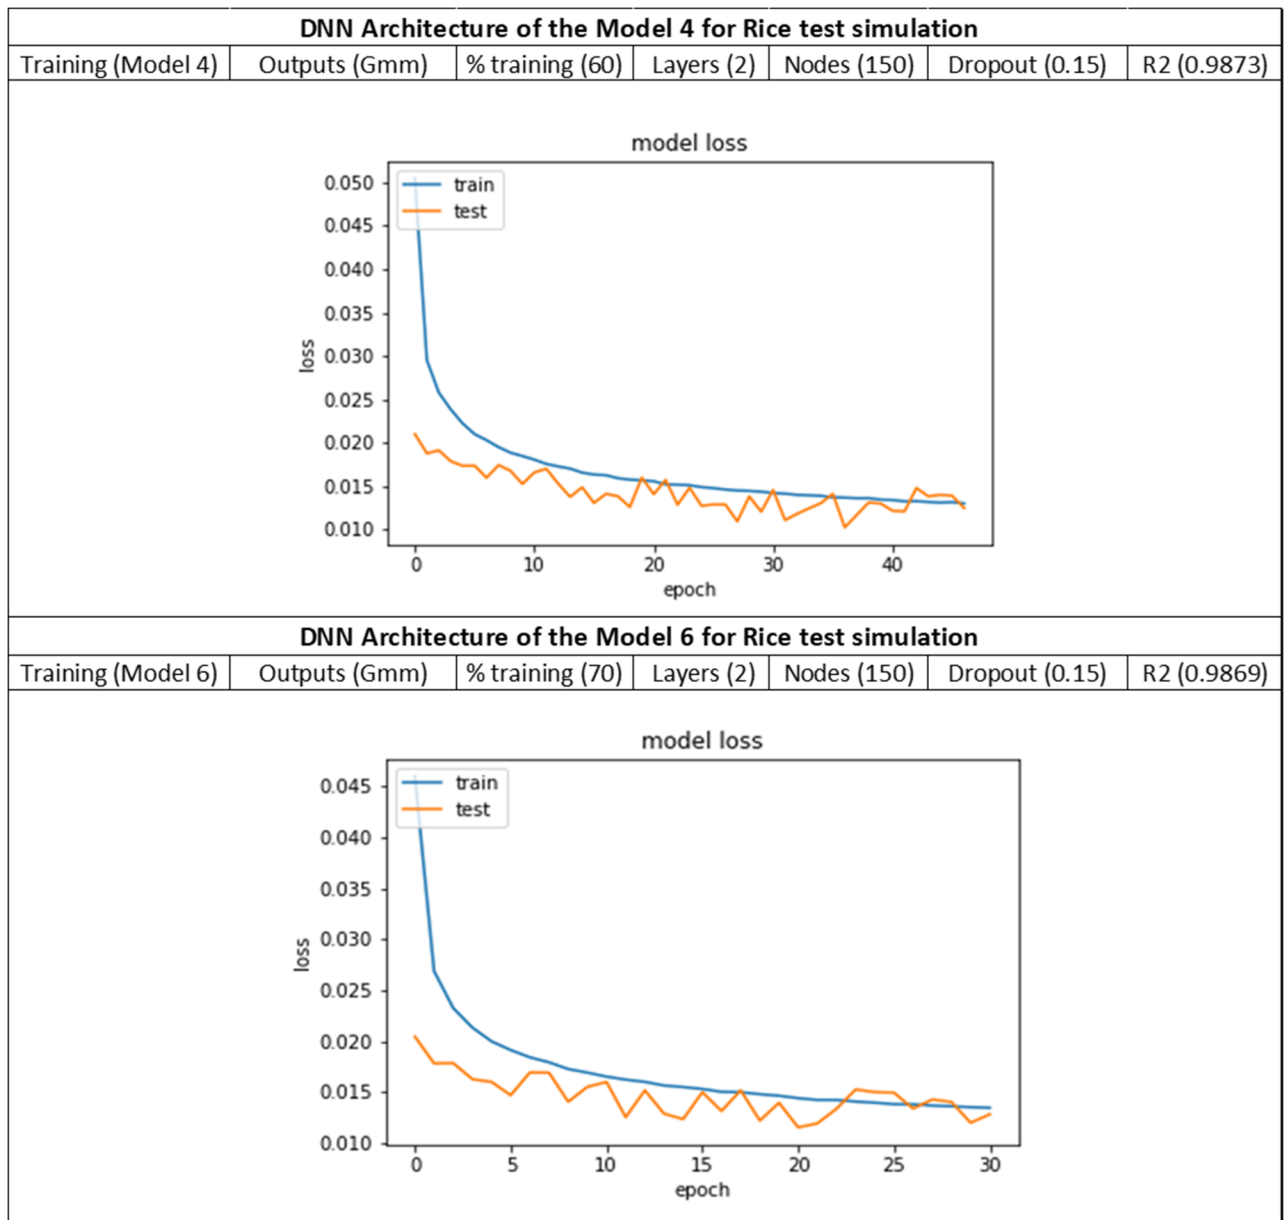 DNN Architecture of the Model 4 for Rice test simulation
Training (Model 4) Outputs (Gmm) % training (60) Layers (2) Nodes (150) Dropout (0.15) R2 (0.9873)
model loss
train
test
0.050
0.045
0.040
0.035
0.030
0.025
0.020
0.015
0.010
loss
0 10 20 30 40
epoch
DNN Architecture of the Model 6 for Rice test simulation
Training (Model 6) Outputs (Gmm) % training (70) Layers (2) Nodes (150) Dropout (0.15) R2 (0.9869)
model loss
train
test
0.045
0.040
0.035
0.030
0.025
0.020
0.015
0.010
loss
0 5 10 15 20 25 30
epoch